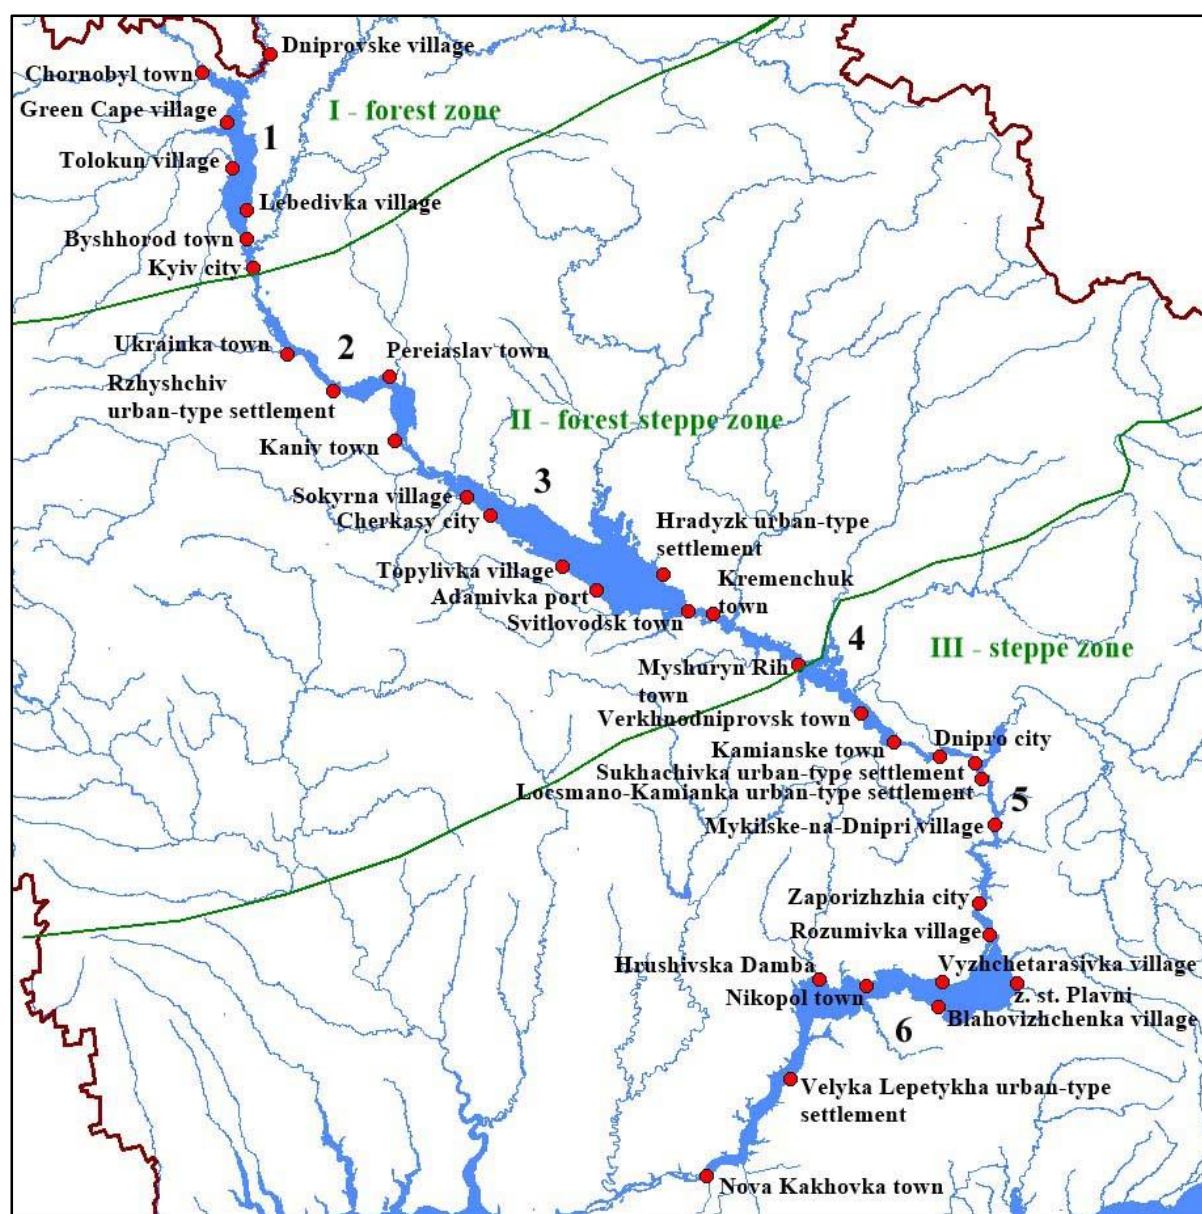 Dniprovske village
Chornobyl town
Green Cape village
I - forest zone
1
Tolokun village
Lebedivka village
Byshhorod town
Kyiv city
Ukrainka town
2
Pereiaslav town
Rzhyshchiv
urban-type settlement
II - forest-steppe zone
Kaniv town
3
Sokyrna village
Cherkasy city
Hradyzk urban-type
settlement
Topylivka village
Kremenchuk
town
Adamivka port
Svitlovodsk town
4
III - steppe zone
Myshuryn Rih
town
Verkhnodniprovsk town
Kamianske town
Dnipro city
Sukhachivka urban-type settlement
Locsmano-Kamianka urban-type settlement
5
Mykilske-na-Dnipri village
Zaporizhzhia city
Rozumivka village
Hrushivska Damba
Vyzhchetarasivka village
Nikopol town
z. st. Plavni
6
Blahovizhchenka village
Velyka Lepetykha urban-type
settlement
Nova Kakhovka town